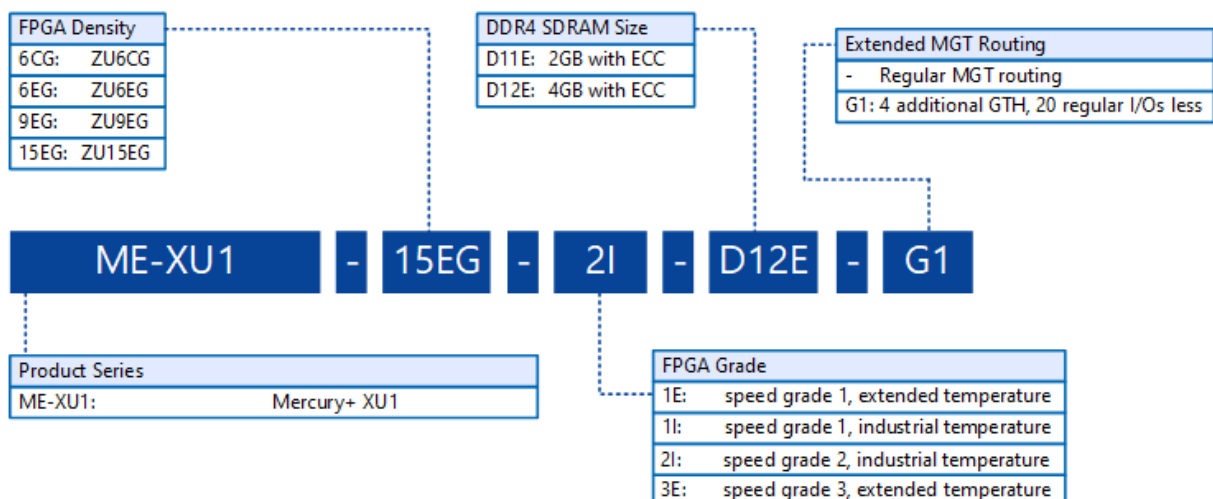 FPGA Density
6CG: ZU6CG
6EG: ZU6EG
9EG: ZU9EG
15EG: ZU15EG
DDR4 SDRAM Size
D11E: 2GB with ECC
D12E: 4GB with ECC
Extended MGT Routing
- Regular MGT routing
G1: 4 additional GTH, 20 regular I/Os less
ME-XU1 - 15EG - 2I - D12E - G1
Product Series
ME-XU1: Mercury+ XU1
FPGA Grade
1E: speed grade 1, extended temperature
1I: speed grade 1, industrial temperature
2I: speed grade 2, industrial temperature
3E: speed grade 3, extended temperature